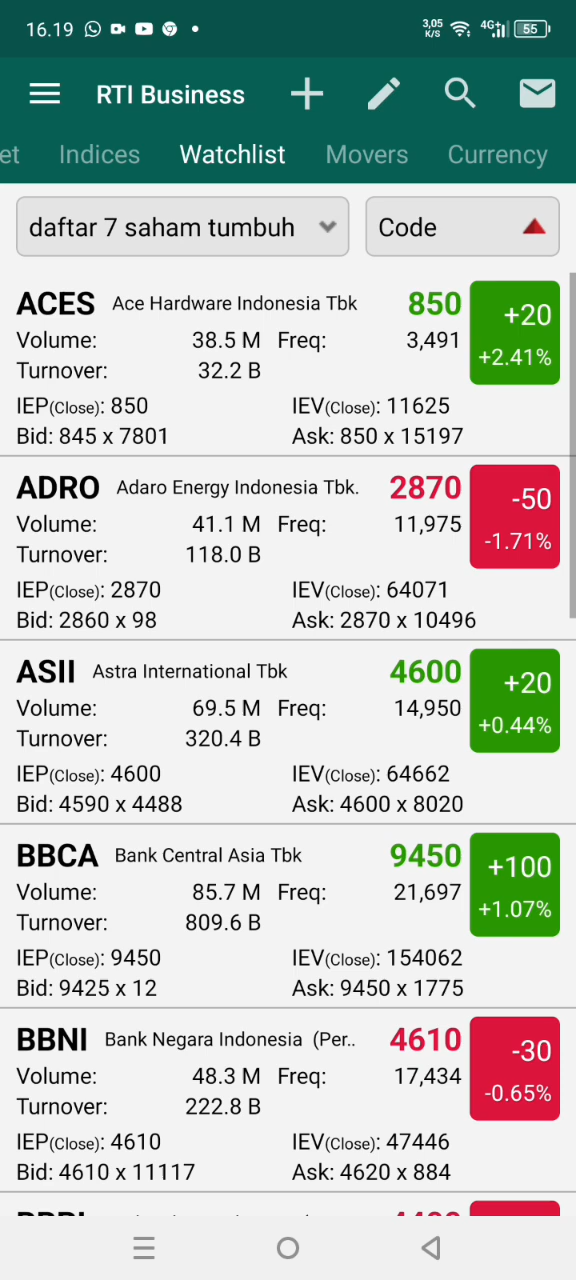 16.19 3,05 K/S 4G+ 55
RTI Business
et Indices Watchlist Movers Currency
daftar 7 saham tumbuh Code
ACES Ace Hardware Indonesia Tbk 850 +20
Volume: 38.5 M Freq: 3,491 +2.41%
Turnover: 32.2 B
IEP(Close): 850 IEV(Close): 11625
Bid: 845 x 7801 Ask: 850 x 15197
ADRO Adaro Energy Indonesia Tbk. 2870 -50
Volume: 41.1 M Freq: 11,975 -1.71%
Turnover: 118.0 B
IEP(Close): 2870 IEV(Close): 64071
Bid: 2860 x 98 Ask: 2870 x 10496
ASII Astra International Tbk 4600 +20
Volume: 69.5 M Freq: 14,950 +0.44%
Turnover: 320.4 B
IEP(Close): 4600 IEV(Close): 64662
Bid: 4590 x 4488 Ask: 4600 x 8020
BBCA Bank Central Asia Tbk 9450 +100
Volume: 85.7 M Freq: 21,697 +1.07%
Turnover: 809.6 B
IEP(Close): 9450 IEV(Close): 154062
Bid: 9425 x 12 Ask: 9450 x 1775
BBNI Bank Negara Indonesia (Per.. 4610 -30
Volume: 48.3 M Freq: 17,434 -0.65%
Turnover: 222.8 B
IEP(Close): 4610 IEV(Close): 47446
Bid: 4610 x 11117 Ask: 4620 x 884